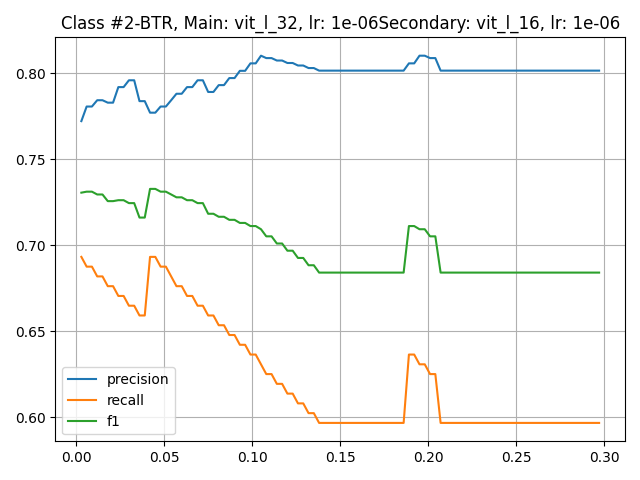 Class #2-BTR, Main: vit_l_32, lr: 1e-06Secondary: vit_l_16, lr: 1e-06
0.80
0.75
0.70
0.65
0.60
precision
recall
f1
0.00 0.05 0.10 0.15 0.20 0.25 0.30